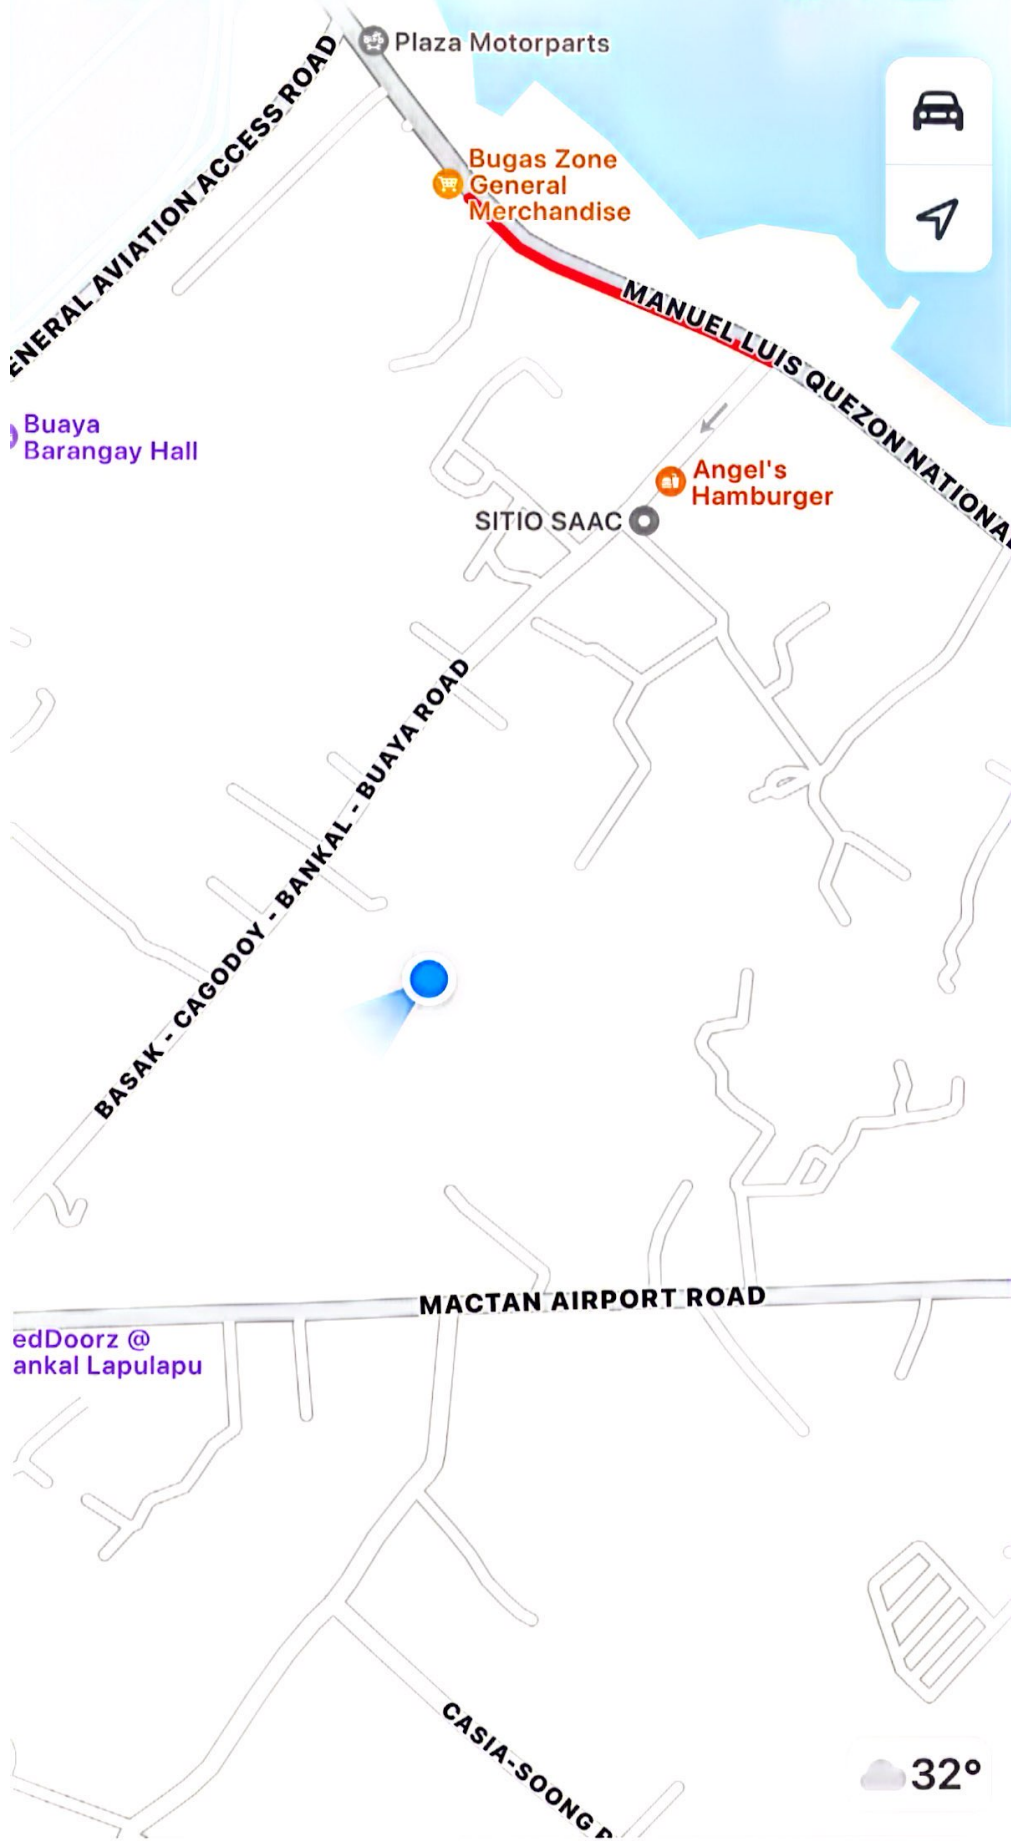 Plaza Motorparts
ENERAL AVIATION ACCESS ROAD
Bugas Zone
General
Merchandise
MANUEL LUIS QUEZON NATIONAL
Buaya
Barangay Hall
Angel's
Hamburger
SITIO SAAC
BASAK - CAGODOY - BANKAL - BUAYA ROAD
MACTAN AIRPORT ROAD
edDoorz @
ankal Lapulapu
CASIA-SOONG R
32°